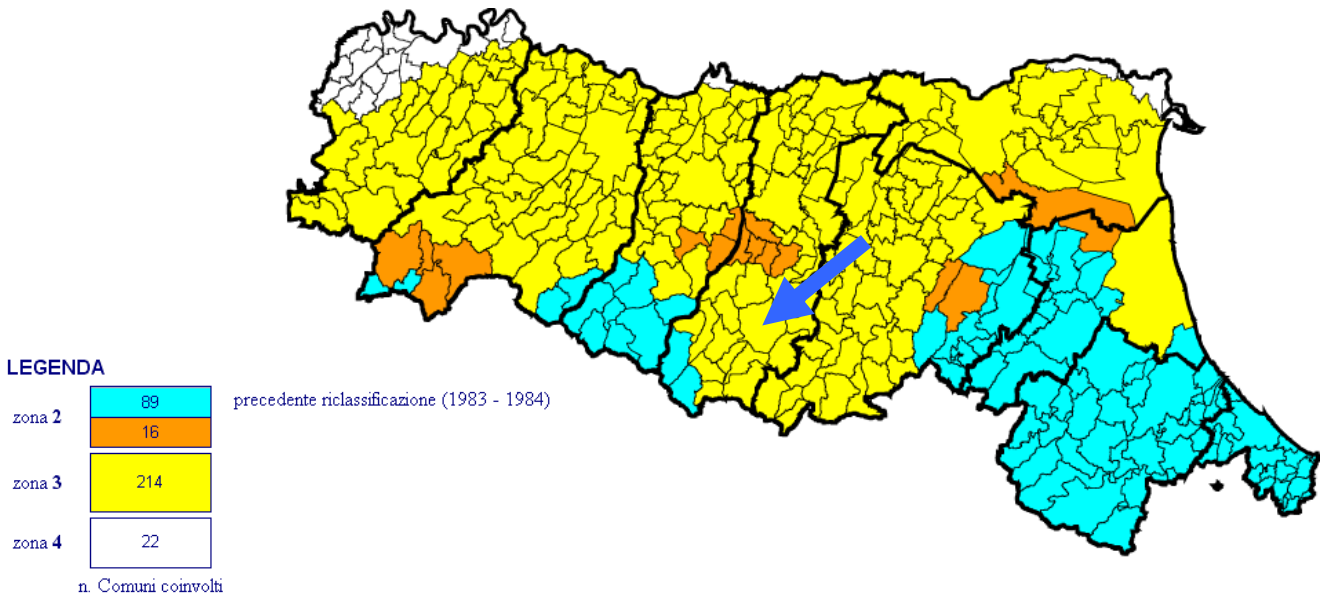 LEGENDA
zona 2
89
precedente riclassificazione (1983 - 1984)
16
zona 3
214
zona 4
22
n. Comuni coinvolti